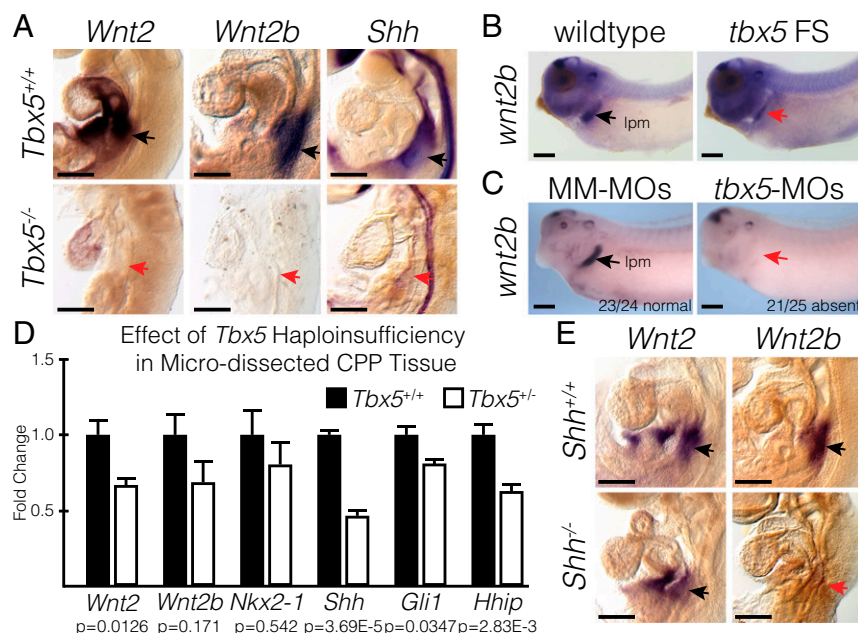 A
Wnt2 Wnt2b Shh
Tbx5+/+
Tbx5-/-
B
wildtype tbx5 FS
wnt2b
lpm
C
MM-MOs tbx5-MOs
wnt2b
lpm
23/24 normal 21/25 absent
D
Effect of Tbx5 Haploinsufficiency
in Micro-dissected CPP Tissue
Tbx5+/+ Tbx5+/-
Fold Change
1.5
1.0
0.5
Wnt2 Wnt2b Nkx2-1 Shh Gli1 Hhip
p=0.0126 p=0.171 p=0.542 p=3.69E-5 p=0.0347 p=2.83E-3
E
Wnt2 Wnt2b
Shh+/+
Shh-/-